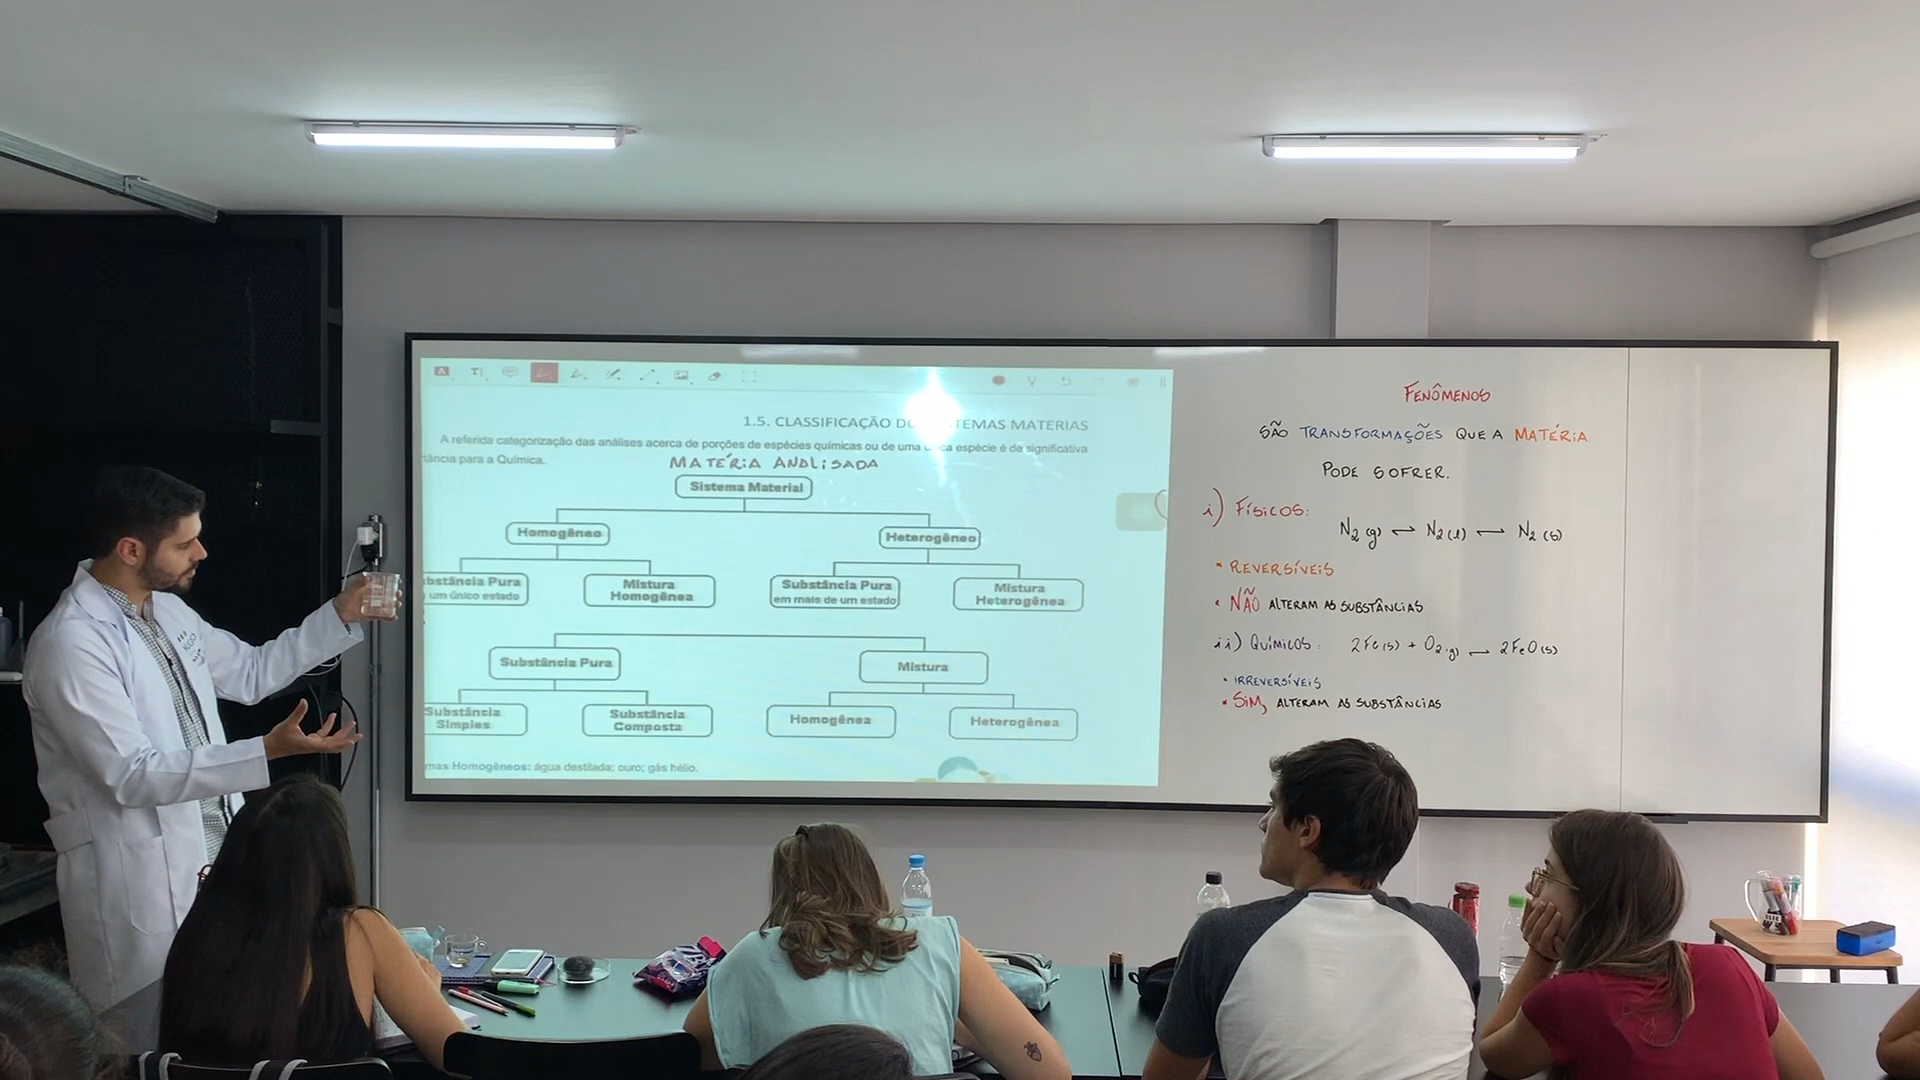 1.5. CLASSIFICAÇÃO DO TEMAS MATERIAS
A referida categorização das análises acerca de porções de espécies químicas ou de uma espécie é de significativa
tância para a Química.
MATÉRIA ANALISADA
Sistema Material
Homogêneo
Heterogêneo
bstância Pura
um único estado
Mistura
Homogênea
Substância Pura
em mais de um estado
Mistura
Heterogênea
Substância Pura
Mistura
Substância
Simples
Substância
Composta
Homogênea
Heterogênea
mas Homogêneos: água destilada; ouro; gás hélio.
FENÔMENOS
SÃO TRANSFORMAÇÕES QUE A MATÉRIA
PODE SOFRER.
i) FÍSICOS:
N2(g) ⇌ N2(l) ⇌ N2(s)
• REVERSÍVEIS
• NÃO ALTERAM AS SUBSTÂNCIAS
ii) QUÍMICOS: 2Fe(s) + O2(g) ⇌ 2FeO(s)
• IRREVERSÍVEIS
• SIM, ALTERAM AS SUBSTÂNCIAS